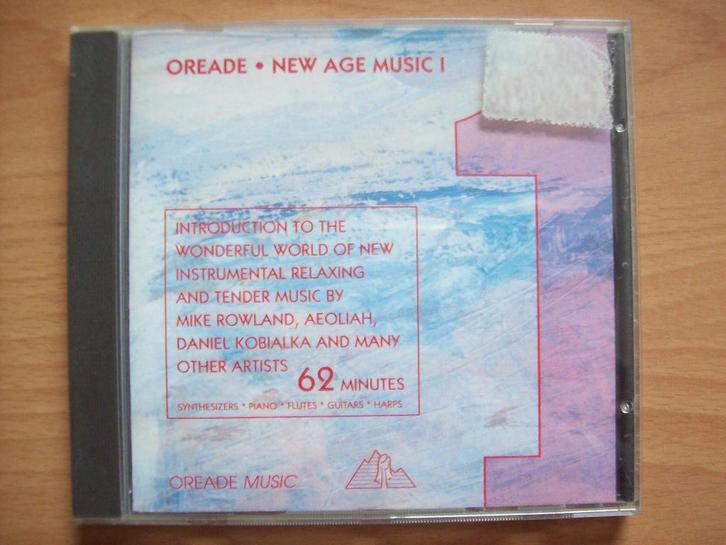 OREADE • NEW AGE MUSIC I
1
INTRODUCTION TO THE
WONDERFUL WORLD OF NEW
INSTRUMENTAL RELAXING
AND TENDER MUSIC BY
MIKE ROWLAND, AEOLIAH,
DANIEL KOBIALKA AND MANY
OTHER ARTISTS 62 MINUTES
SYNTHESIZERS * PIANO * FLUTES * GUITARS * HARPS
OREADE MUSIC